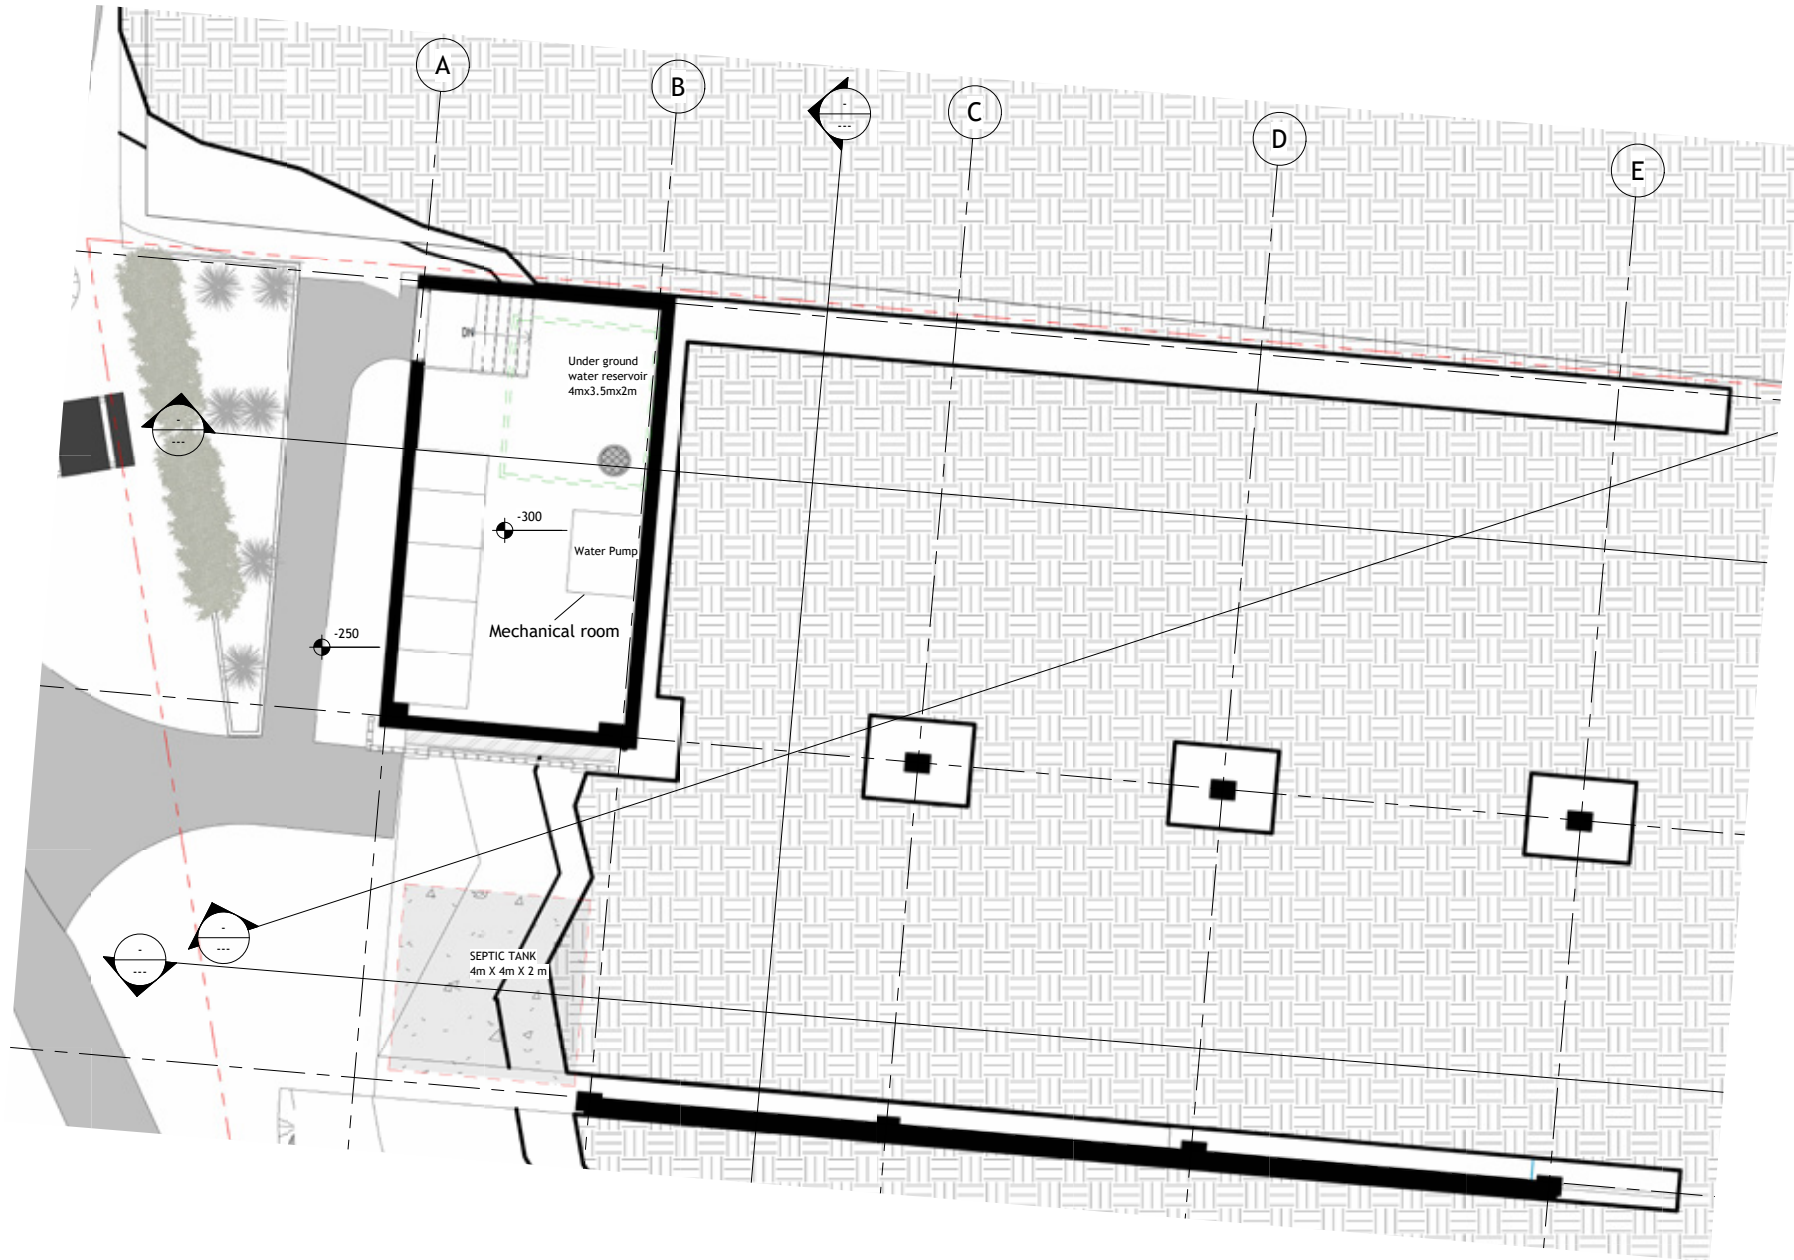 A
B
C
D
E
-
---
DN
Under ground
water reservoir
4mx3.5mx2m
-
---
-300
Water Pump
Mechanical room
-250
-
---
-
---
SEPTIC TANK
4m X 4m X 2 m